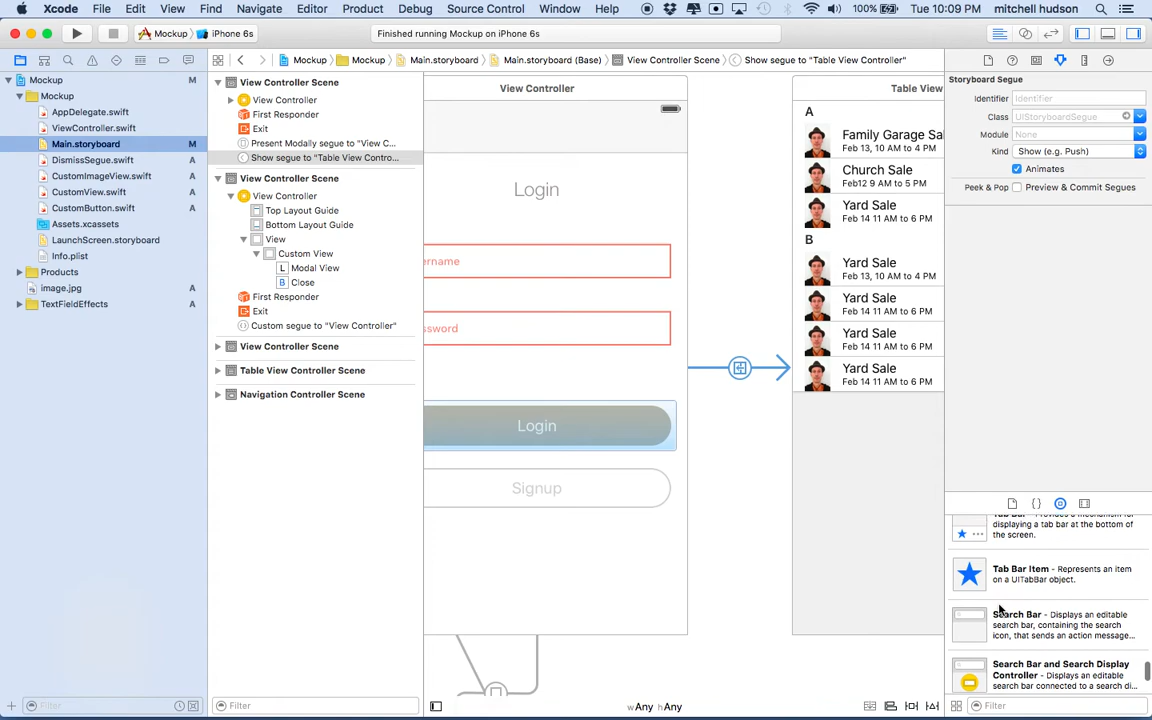 Xcode File Edit View Find Navigate Editor Product Debug Source Control Window Help 100% Tue 10:09 PM mitchell hudson
Mockup iPhone 6s Finished running Mockup on iPhone 6s
Mockup Mockup Main.storyboard Main.storyboard (Base) View Controller Scene Show segue to "Table View Controller"
Mockup
Mockup
AppDelegate.swift A
ViewController.swift M
Main.storyboard M
DismissSegue.swift A
CustomImageView.swift A
CustomView.swift A
CustomButton.swift A
Assets.xcassets
LaunchScreen.storyboard
Info.plist
Products
image.jpg A
TextFieldEffects A
Filter
View Controller Scene
View Controller
First Responder
Exit
Present Modally segue to "View C...
Show segue to "Table View Contro...
View Controller Scene
View Controller
Top Layout Guide
Bottom Layout Guide
View
Custom View
L Modal View
B Close
First Responder
Exit
Custom segue to "View Controller"
View Controller Scene
Table View Controller Scene
Navigation Controller Scene
Filter
View Controller
Login
ername
ssword
Login
Signup
wAny hAny
Table View
A
Family Garage Sal
Feb 13, 10 AM to 4 PM
Church Sale
Feb12 9 AM to 5 PM
Yard Sale
Feb 14 11 AM to 6 PM
B
Yard Sale
Feb 13, 10 AM to 4 PM
Yard Sale
Feb 14 11 AM to 6 PM
Yard Sale
Feb 14 11 AM to 6 PM
Yard Sale
Feb 14 11 AM to 6 PM
Storyboard Segue
Identifier Identifier
Class UIStoryboardSegue
Module None
Kind Show (e.g. Push)
Animates
Peek & Pop Preview & Commit Segues
Tab Bar - Provides a mechanism for
displaying a tab bar at the bottom of
the screen.
Tab Bar Item - Represents an item
on a UITabBar object.
Search Bar - Displays an editable
search bar, containing the search
icon, that sends an action message...
Search Bar and Search Display
Controller - Displays an editable
search bar connected to a search di...
Filter